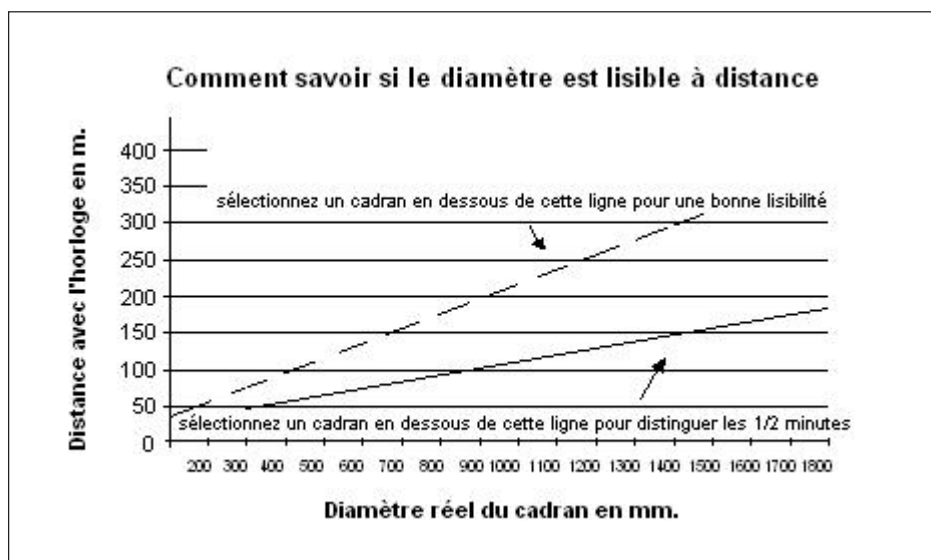 Comment savoir si le diamètre est lisible à distance
Distance avec l'horloge en m.
400
350
sélectionnez un cadran en dessous de cette ligne pour une bonne lisibilité
300
250
200
150
100
50
sélectionnez un cadran en dessous de cette ligne pour distinguer les 1/2 minutes
0
200 300 400 500 600 700 800 900 1000 1100 1200 1300 1400 1500 1600 1700 1800
Diamètre réel du cadran en mm.